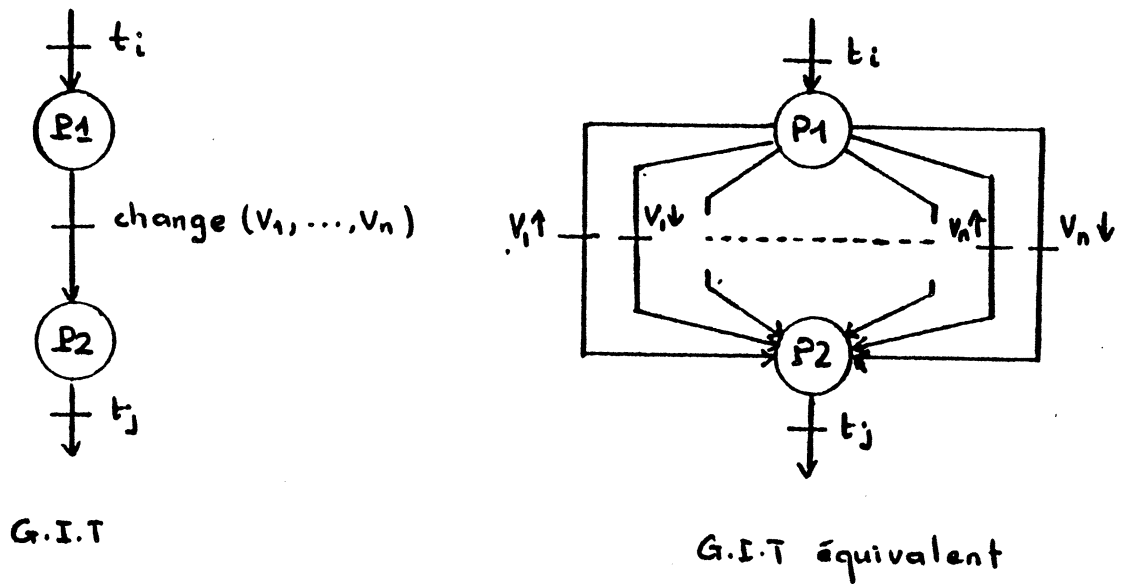 ti
P1
change (V1, ..., Vn)
P2
tj
G.I.T
ti
P1
V1↑
V1↓
Vn↑
Vn↓
P2
tj
G.I.T équivalent